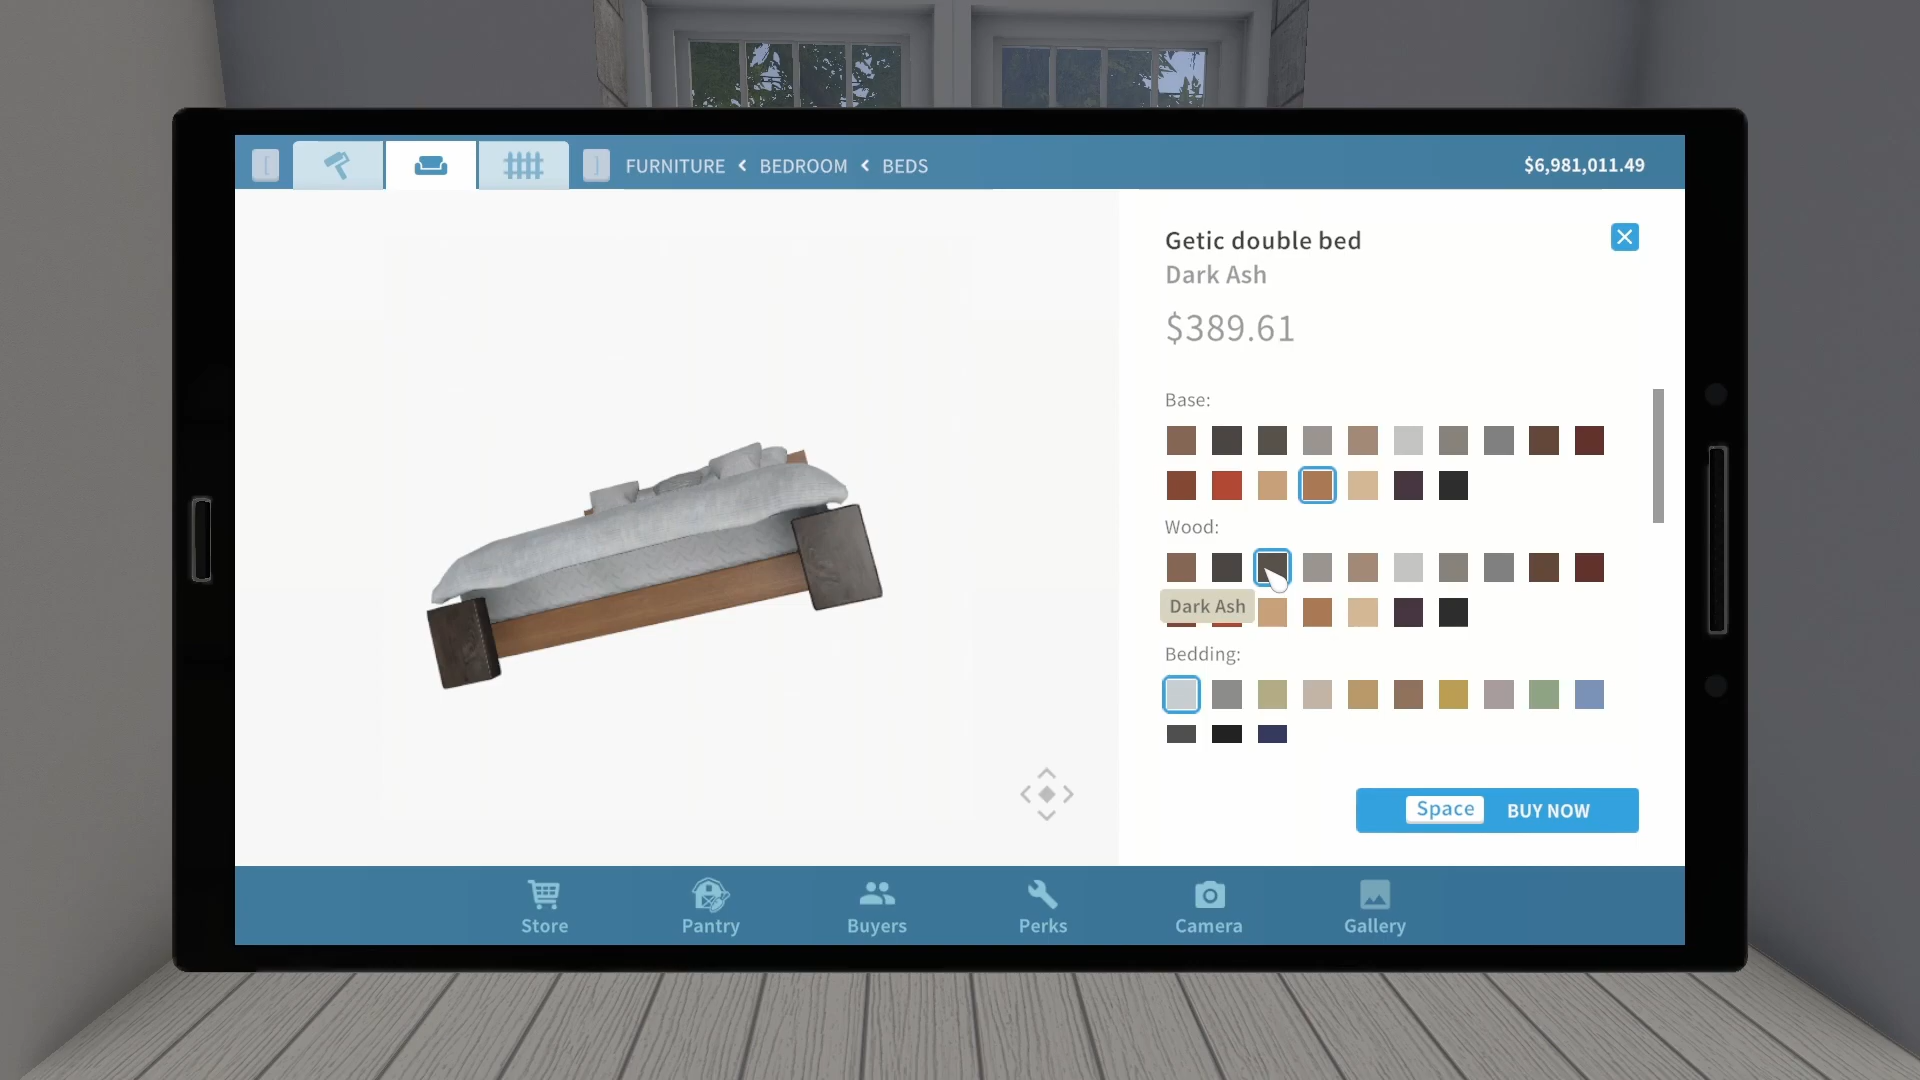 [
]
FURNITURE < BEDROOM < BEDS
$6,981,011.49
Getic double bed
Dark Ash
$389.61
Base:
Wood:
Dark Ash
Bedding:
Space BUY NOW
Store
Pantry
Buyers
Perks
Camera
Gallery